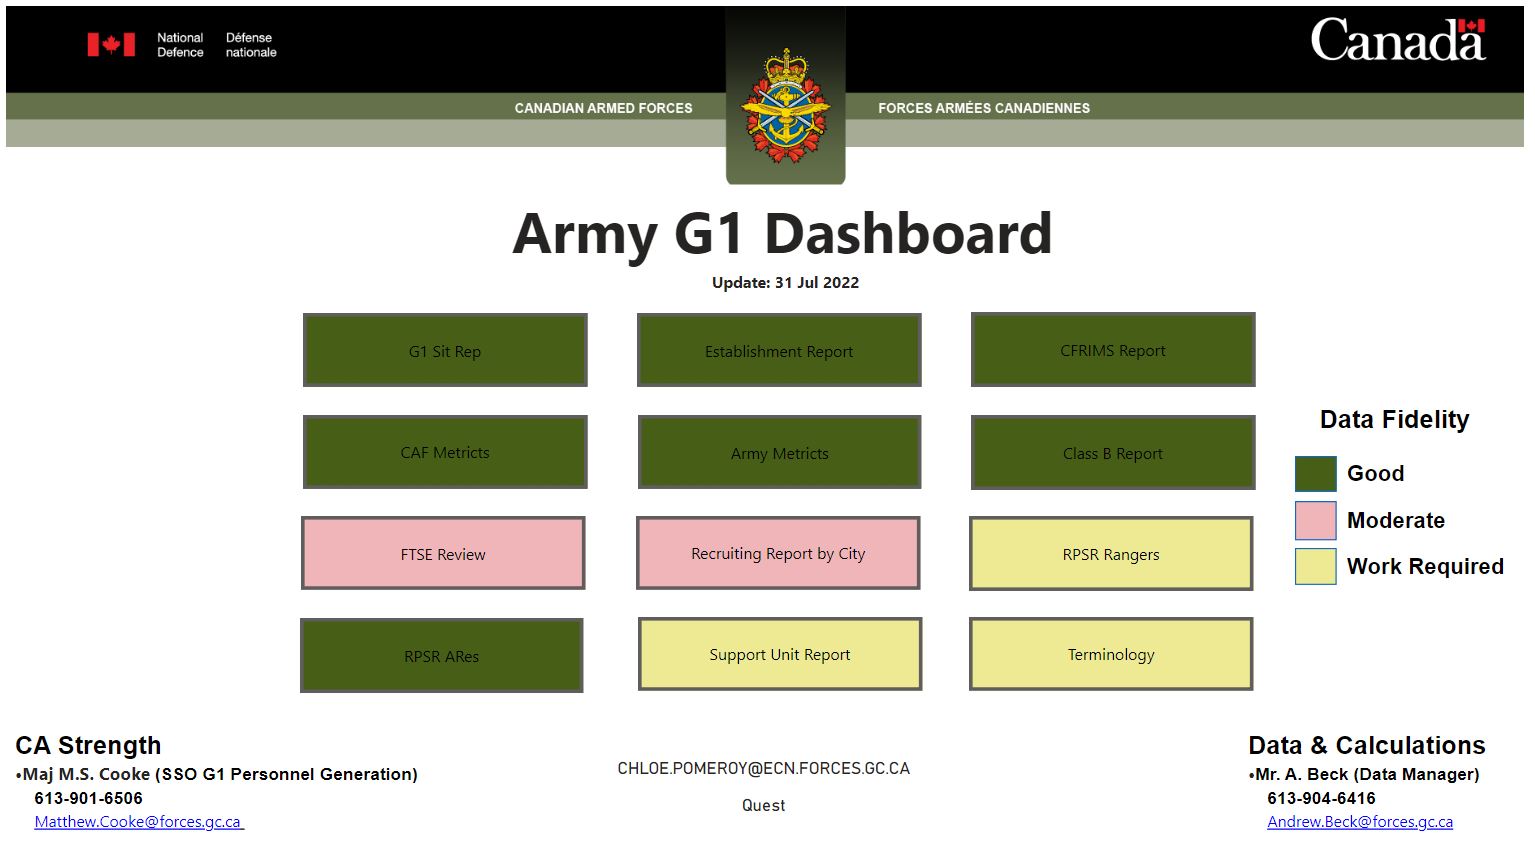 National Defence
Défense nationale
Canada
CANADIAN ARMED FORCES
FORCES ARMÉES CANADIENNES
Army G1 Dashboard
Update: 31 Jul 2022
G1 Sit Rep
Establishment Report
CFRIMS Report
CAF Metricts
Army Metricts
Class B Report
FTSE Review
Recruiting Report by City
RPSR Rangers
RPSR ARes
Support Unit Report
Terminology
Data Fidelity
Good
Moderate
Work Required
CA Strength
•Maj M.S. Cooke (SSO G1 Personnel Generation)
613-901-6506
Matthew.Cooke@forces.gc.ca
CHLOE.POMEROY@ECN.FORCES.GC.CA
Quest
Data & Calculations
•Mr. A. Beck (Data Manager)
613-904-6416
Andrew.Beck@forces.gc.ca